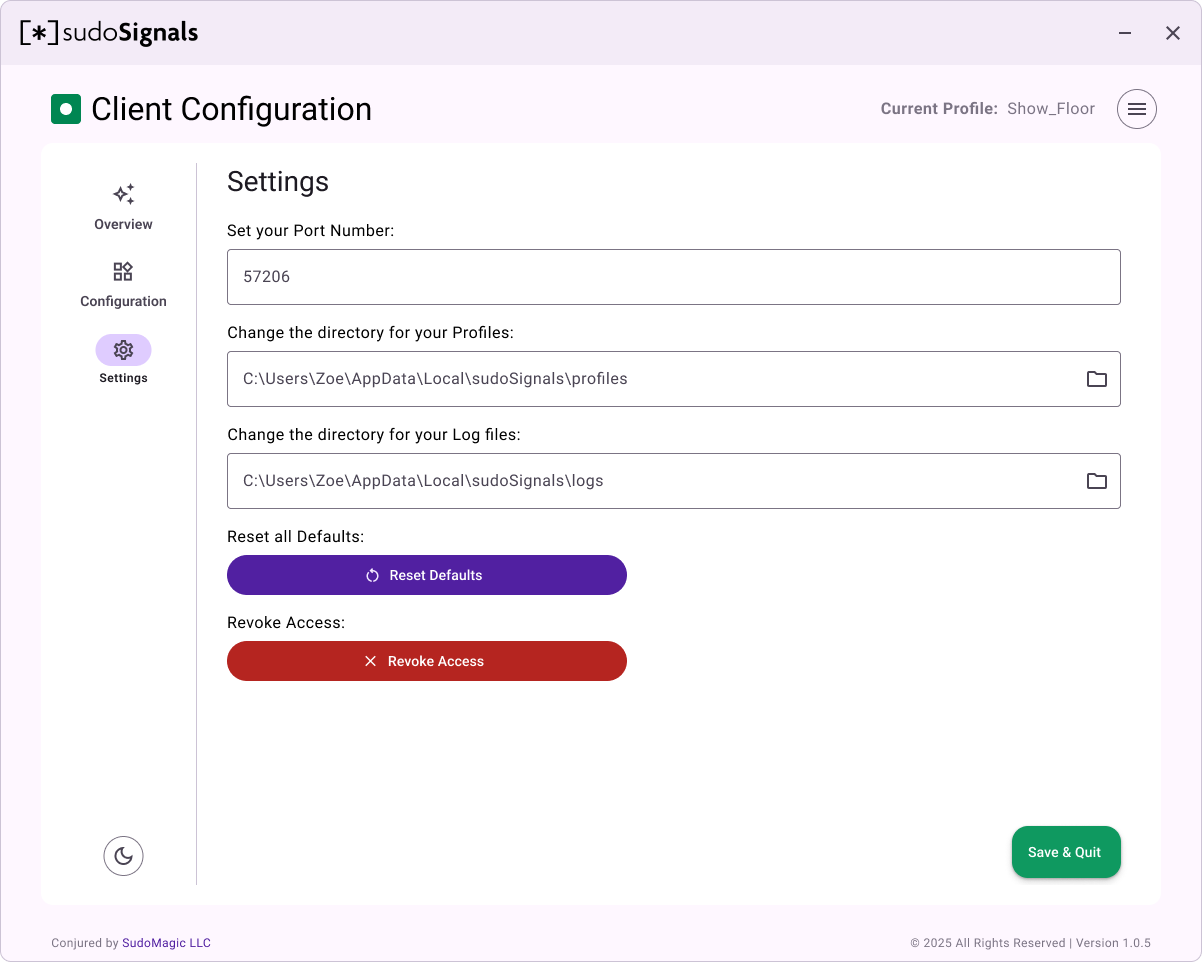 [*]sudoSignals
Client Configuration
Current Profile: Show_Floor
Overview
Configuration
Settings
Settings
Set your Port Number:
57206
Change the directory for your Profiles:
C:\Users\Zoe\AppData\Local\sudoSignals\profiles
Change the directory for your Log files:
C:\Users\Zoe\AppData\Local\sudoSignals\logs
Reset all Defaults:
Reset Defaults
Revoke Access:
Revoke Access
Save & Quit
Conjured by SudoMagic LLC
© 2025 All Rights Reserved | Version 1.0.5